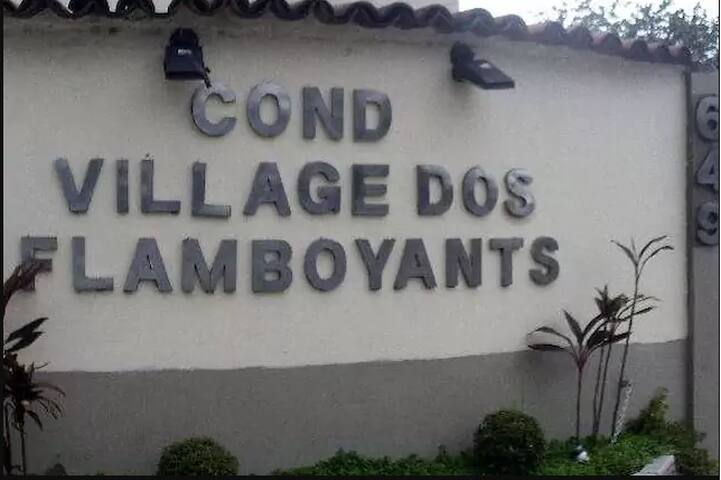 COND
VILLAGE DOS
FLAMBOYANTS
649